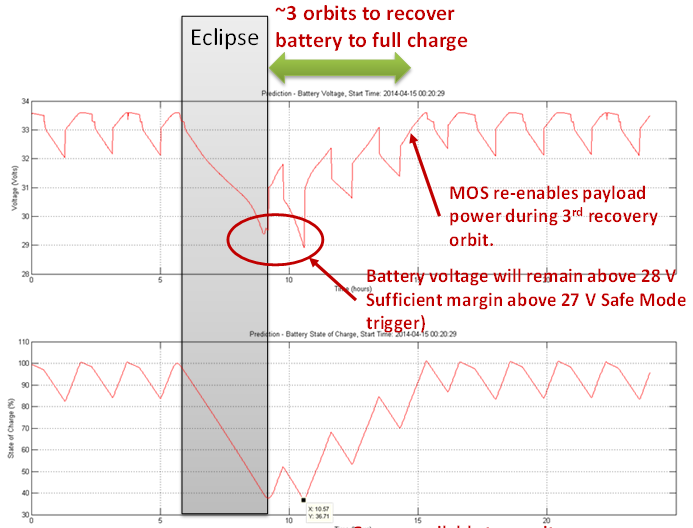 ~3 orbits to recover
battery to full charge
Eclipse
Prediction - Battery Voltage, Start Time: 2014-04-15 00:20:29
34
33
32
31
30
29
28
Voltage (Volts)
0
5
10
15
20
Time (hours)
MOS re-enables payload
power during 3rd recovery
orbit.
Battery voltage will remain above 28 V
Sufficient margin above 27 V Safe Mode
trigger)
Prediction - Battery State of Charge, Start Time: 2014-04-15 00:20:29
110
100
90
80
70
60
50
40
30
State of Charge (%)
X: 10.57
Y: 36.71
0
5
10
15
20